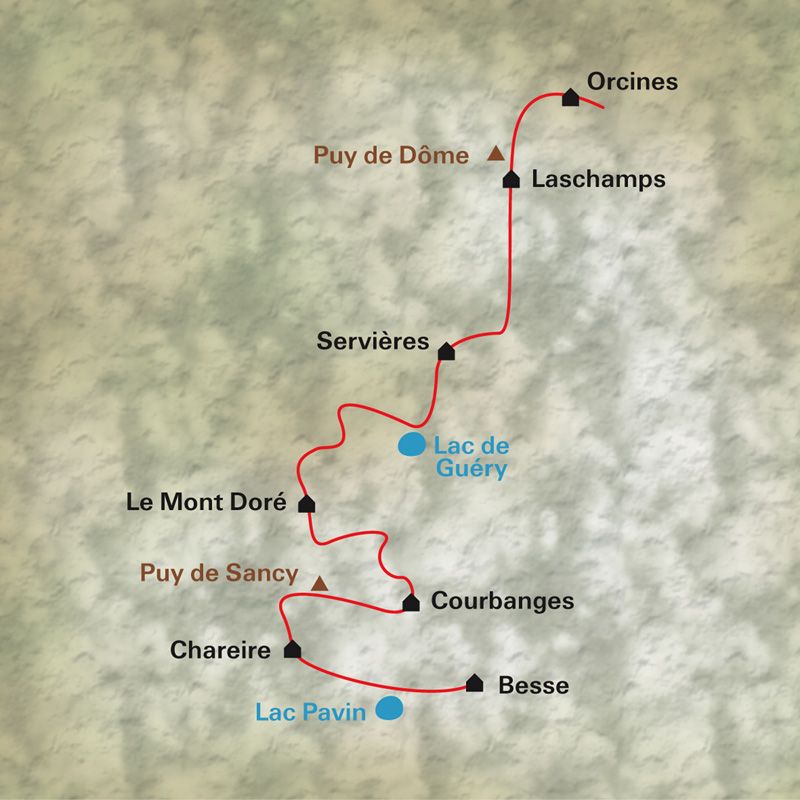 Orcines
Puy de Dôme
Laschamps
Servières
Lac de
Guéry
Le Mont Doré
Puy de Sancy
Courbanges
Chareire
Besse
Lac Pavin